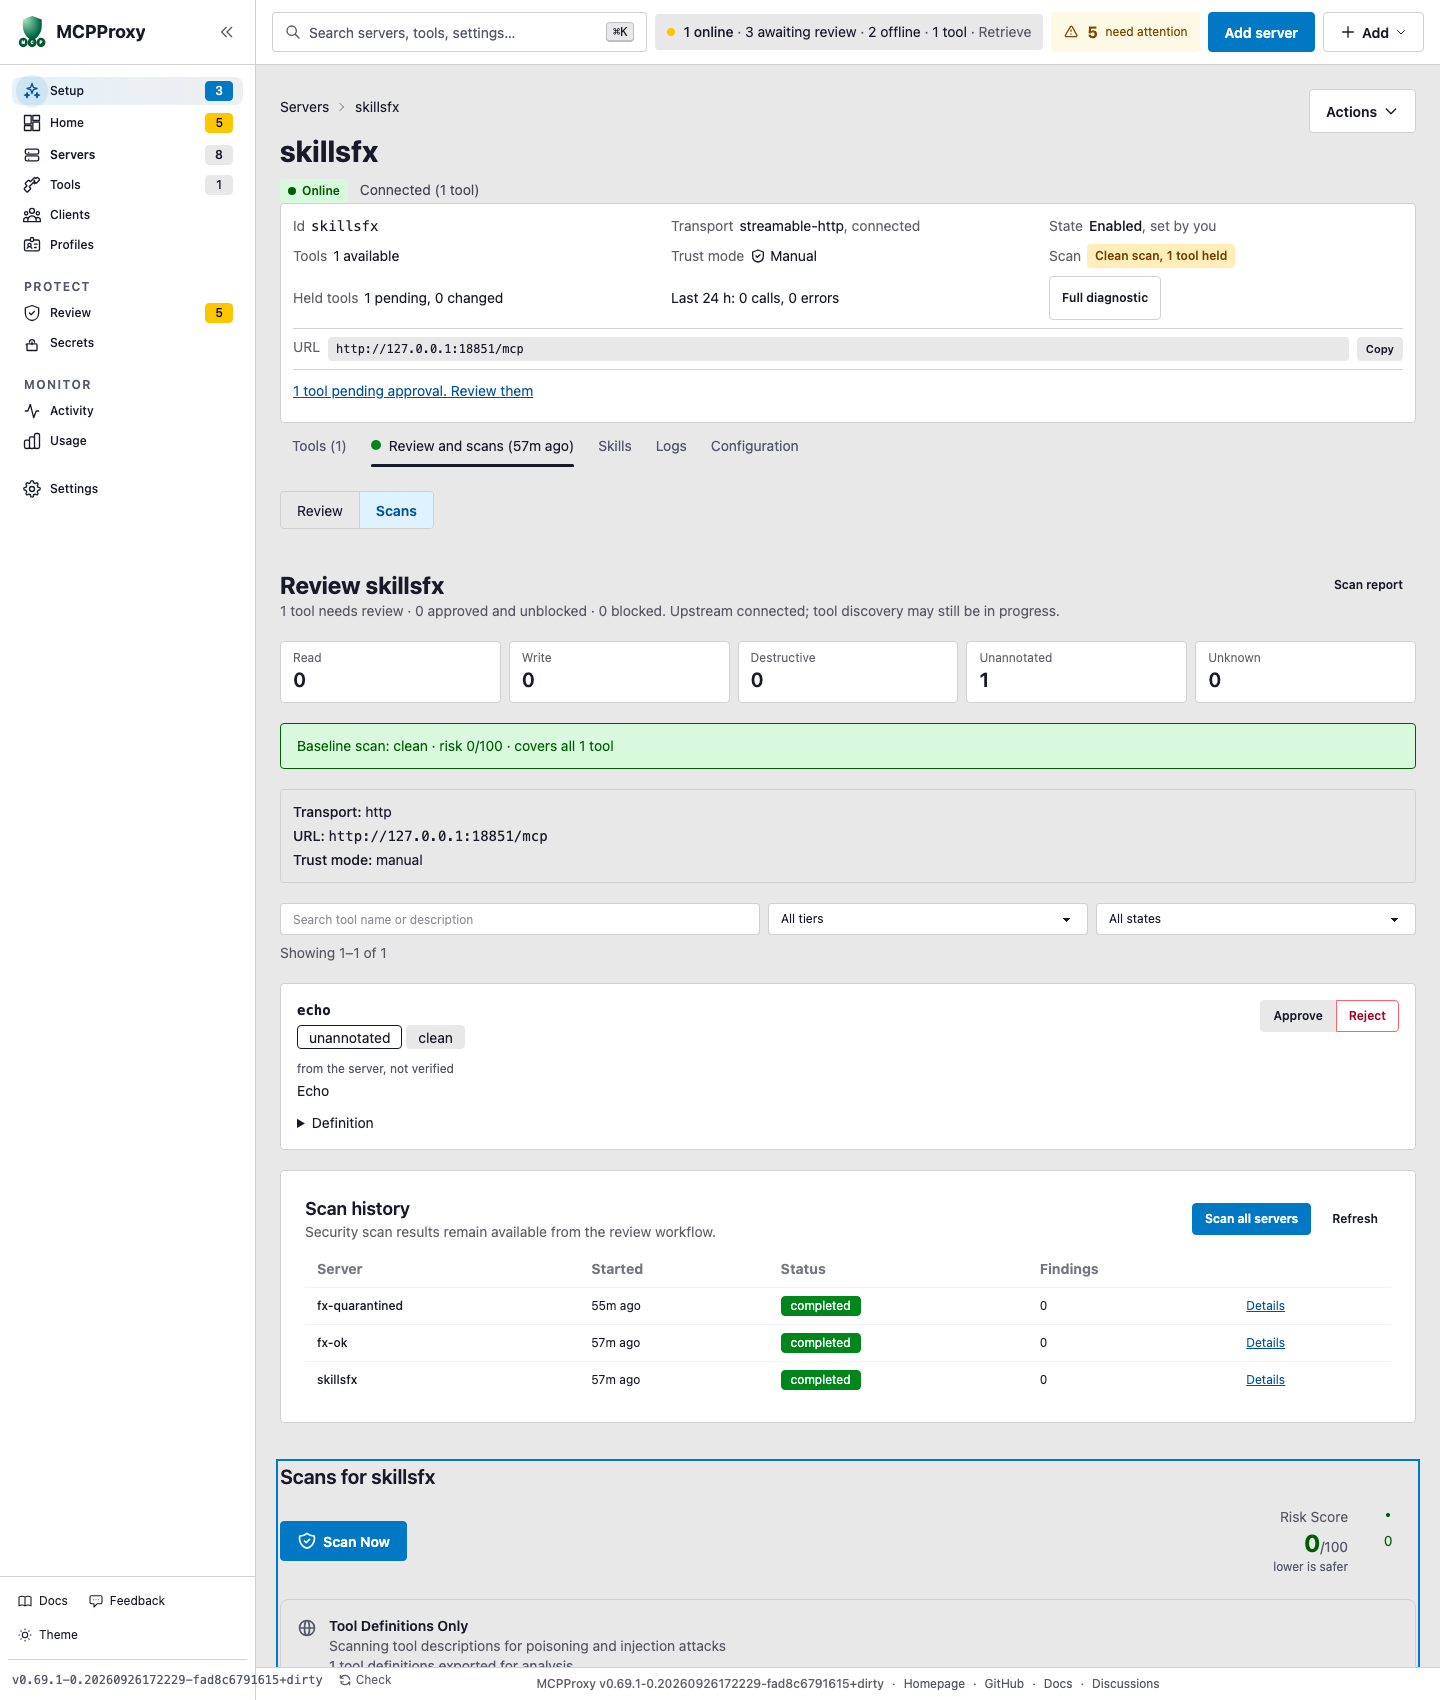 MCPProxy
Search servers, tools, settings...
⌘K
1 online · 3 awaiting review · 2 offline · 1 tool · Retrieve
5 need attention
Add server
Add
Setup 3
Home 5
Servers 8
Tools 1
Clients
Profiles
PROTECT
Review 5
Secrets
MONITOR
Activity
Usage
Settings
Docs
Feedback
Theme
v0.69.1-0.20260926172229-fad8c6791615+dirty
Check
Servers > skillsfx
Actions
skillsfx
Online
Connected (1 tool)
Id skillsfx
Transport streamable-http, connected
State Enabled, set by you
Tools 1 available
Trust mode Manual
Scan Clean scan, 1 tool held
Held tools 1 pending, 0 changed
Last 24 h: 0 calls, 0 errors
Full diagnostic
URL http://127.0.0.1:18851/mcp
Copy
1 tool pending approval. Review them
Tools (1)
Review and scans (57m ago)
Skills
Logs
Configuration
Review
Scans
Review skillsfx
Scan report
1 tool needs review · 0 approved and unblocked · 0 blocked. Upstream connected; tool discovery may still be in progress.
Read
0
Write
0
Destructive
0
Unannotated
1
Unknown
0
Baseline scan: clean · risk 0/100 · covers all 1 tool
Transport: http
URL: http://127.0.0.1:18851/mcp
Trust mode: manual
Search tool name or description
All tiers
All states
Showing 1–1 of 1
echo
Approve
Reject
unannotated
clean
from the server, not verified
Echo
Definition
Scan history
Security scan results remain available from the review workflow.
Scan all servers
Refresh
Server Started Status Findings
fx-quarantined 55m ago completed 0 Details
fx-ok 57m ago completed 0 Details
skillsfx 57m ago completed 0 Details
Scans for skillsfx
Scan Now
Risk Score
0/100
lower is safer
0
Tool Definitions Only
Scanning tool descriptions for poisoning and injection attacks
1 tool definitions exported for analysis
MCPProxy v0.69.1-0.20260926172229-fad8c6791615+dirty · Homepage · GitHub · Docs · Discussions